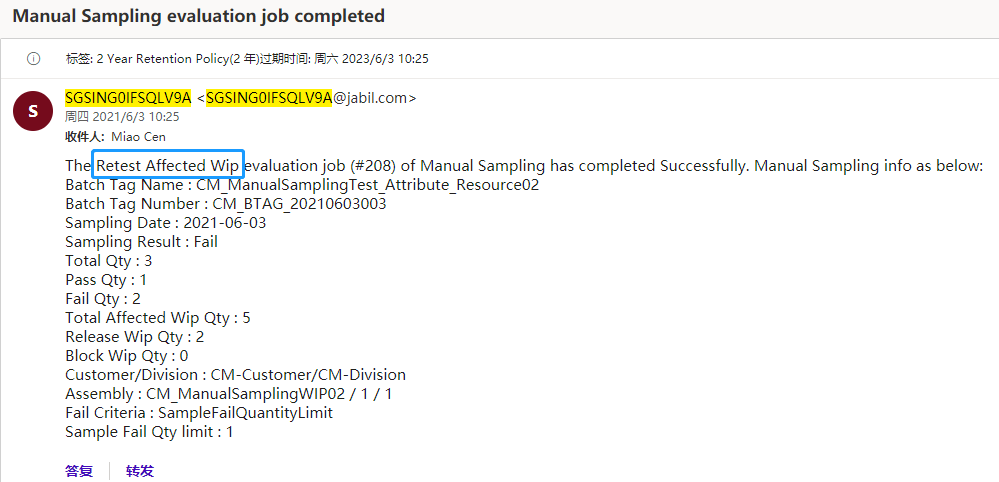 Manual Sampling evaluation job completed
标签: 2 Year Retention Policy(2 年)过期时间: 周六 2023/6/3 10:25
S
SGSING0IFSQLV9A <SGSING0IFSQLV9A@jabil.com>
周四 2021/6/3 10:25
收件人: Miao Cen
The Retest Affected Wip evaluation job (#208) of Manual Sampling has completed Successfully. Manual Sampling info as below:
Batch Tag Name : CM_ManualSamplingTest_Attribute_Resource02
Batch Tag Number : CM_BTAG_20210603003
Sampling Date : 2021-06-03
Sampling Result : Fail
Total Qty : 3
Pass Qty : 1
Fail Qty : 2
Total Affected Wip Qty : 5
Release Wip Qty : 2
Block Wip Qty : 0
Customer/Division : CM-Customer/CM-Division
Assembly : CM_ManualSamplingWIP02 / 1 / 1
Fail Criteria : SampleFailQuantityLimit
Sample Fail Qty limit : 1
答复 转发